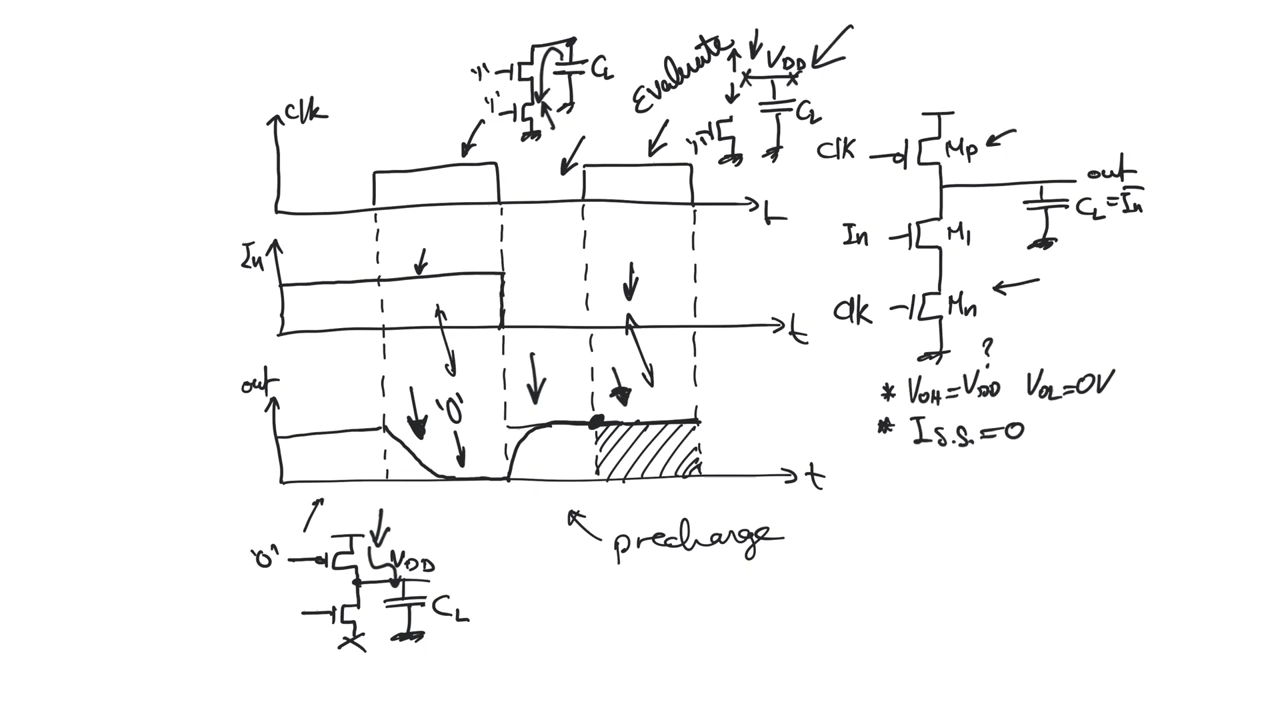 Clk
"1"
"1"
CL
Evaluate
VDD
CL
"1"
t
Clk
MP
out
CL = I̅n̅
In
M1
Clk
Mn
In
t
?
* VOH = VDD VOL = 0V
* IS.S. = 0
out
'0'
t
precharge
'0'
VDD
CL